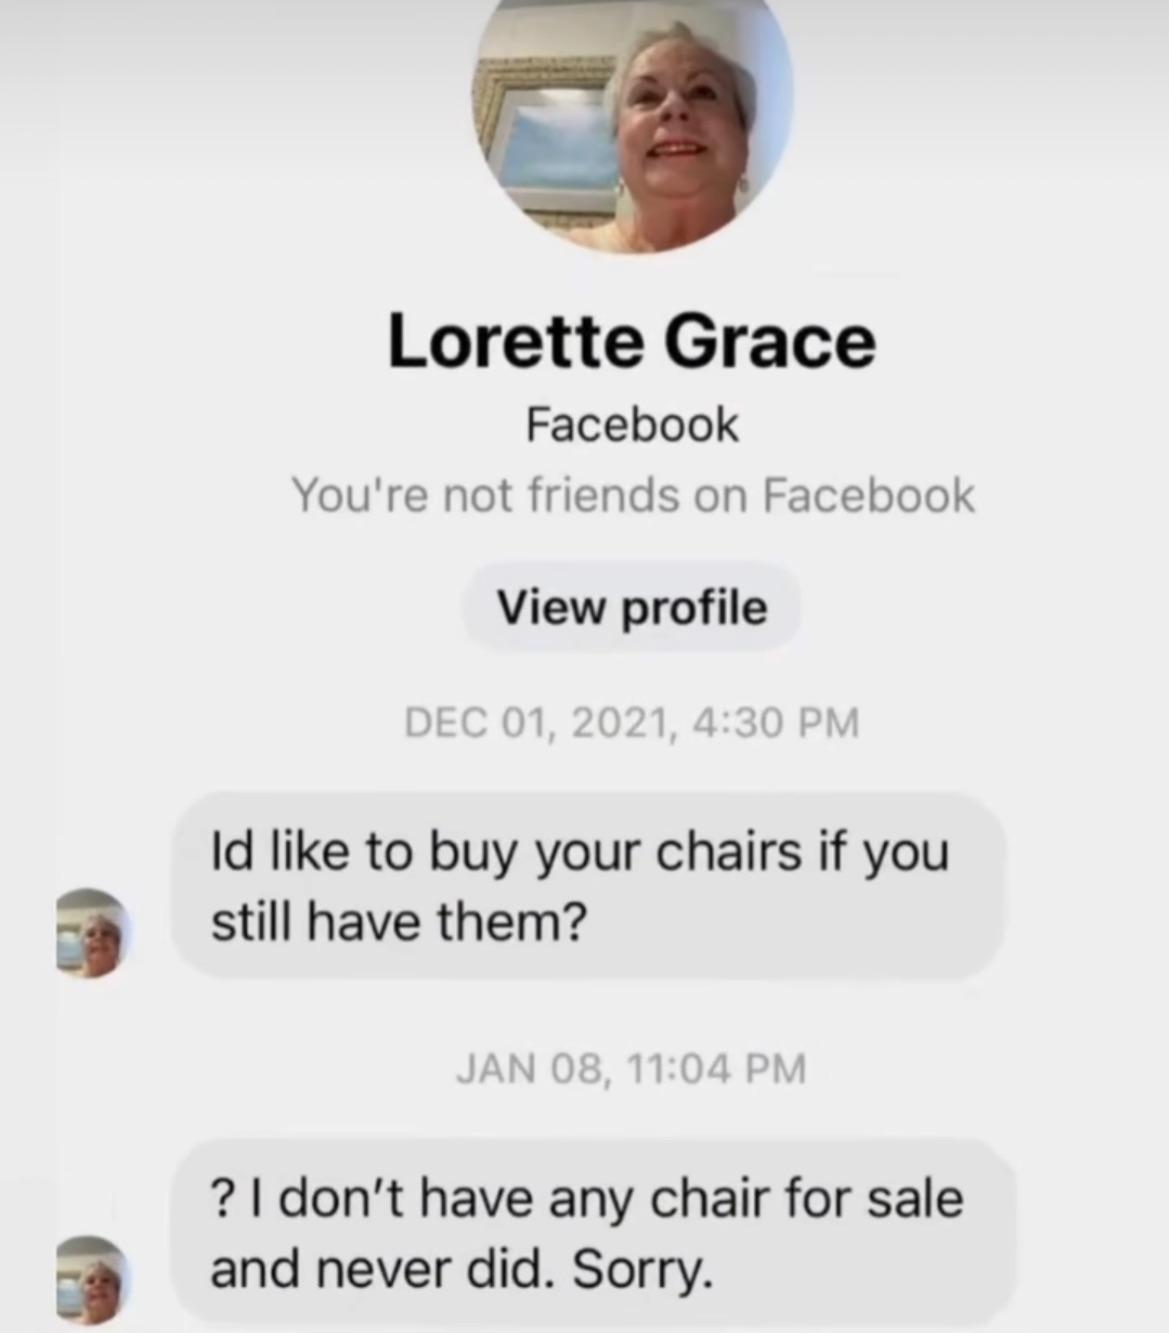 Lorette Grace
Facebook
You're not friends on Facebook
View profile
DEC 01, 2021, 4:30 PM
Id like to buy your chairs if you
still have them?
JAN 08, 11:04 PM
? I don't have any chair for sale
and never did. Sorry.